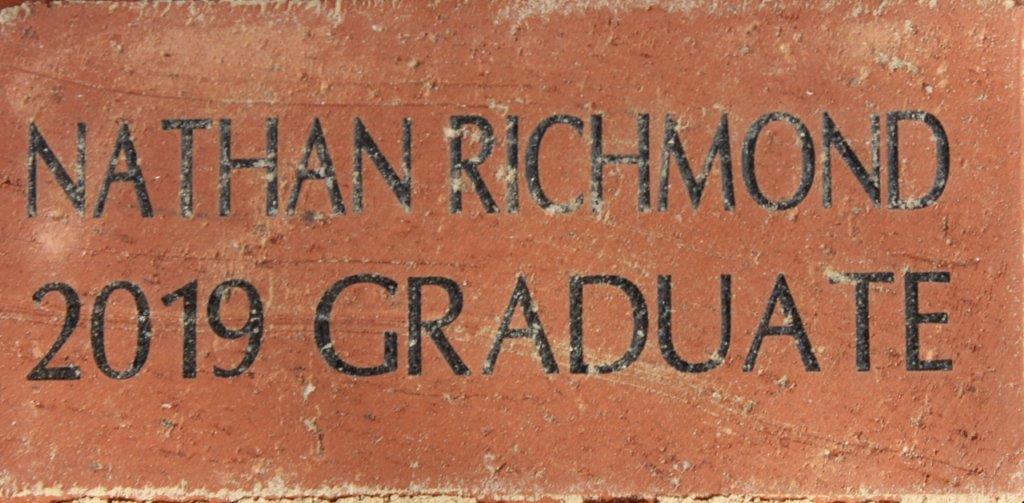 NATHAN RICHMOND
2019 GRADUATE